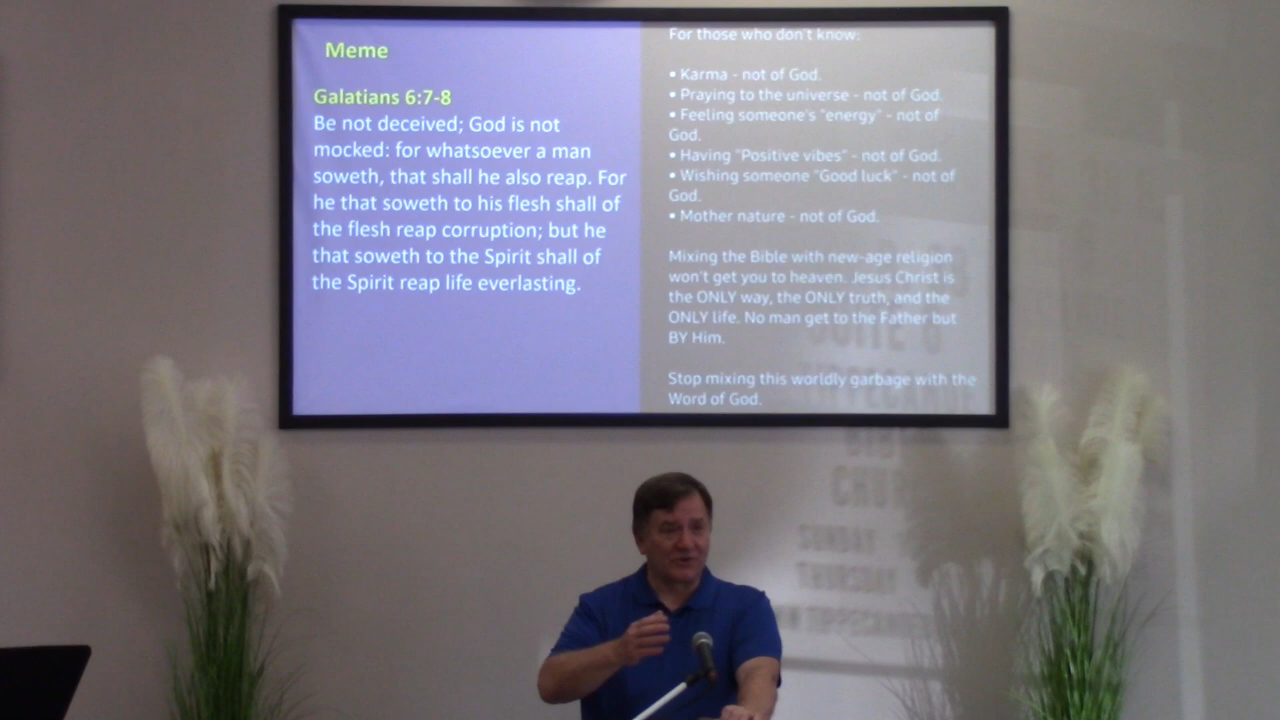 Meme
Galatians 6:7-8
Be not deceived; God is not
mocked: for whatsoever a man
soweth, that shall he also reap. For
he that soweth to his flesh shall of
the flesh reap corruption; but he
that soweth to the Spirit shall of
the Spirit reap life everlasting.
For those who don't know:
• Karma - not of God.
• Praying to the universe - not of God.
• Feeling someone's "energy" - not of
God.
• Having "Positive vibes" - not of God.
• Wishing someone "Good luck" - not of
God.
• Mother nature - not of God.
Mixing the Bible with new-age religion
won't get you to heaven. Jesus Christ is
the ONLY way, the ONLY truth, and the
ONLY life. No man get to the Father but
BY Him.
Stop mixing this worldly garbage with the
Word of God.
SUNDAY
THURSDAY